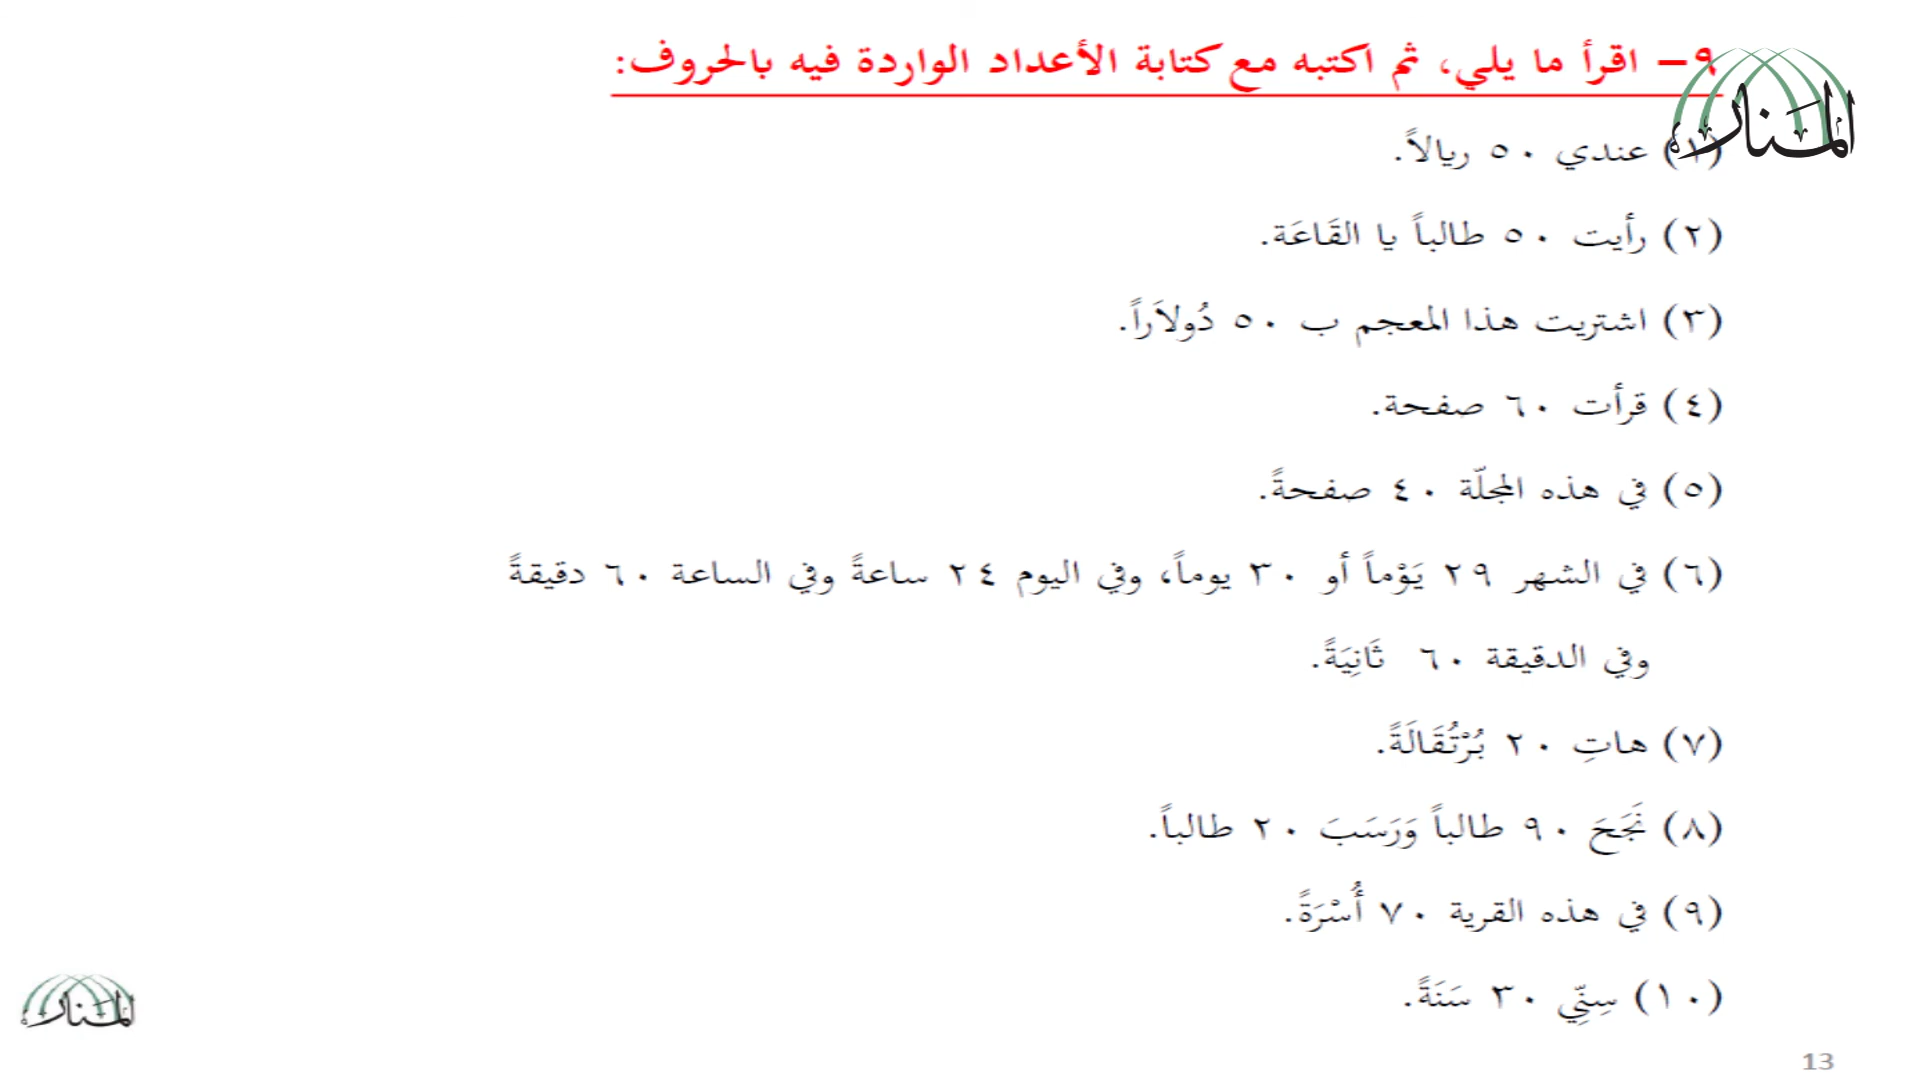 ٩- اقرأ ما يلي، ثم اكتبه مع كتابة الأعداد الواردة فيه بالحروف:
المنار
(١) عندي ٥٠ ريالاً.
(٢) رأيت ٥٠ طالباً يا القَاعَة.
(٣) اشتريت هذا المعجم ب ٥٠ دُولاَراً.
(٤) قرأت ٦٠ صفحة.
(٥) في هذه المجلّة ٤٠ صفحةً.
(٦) في الشهر ٢٩ يَوْماً أو ٣٠ يوماً، وفي اليوم ٢٤ ساعةً وفي الساعة ٦٠ دقيقةً
وفي الدقيقة ٦٠ ثَانِيَةً.
(٧) هاتِ ٢٠ بُرْتُقَالَةً.
(٨) نَجَحَ ٩٠ طالباً وَرَسَبَ ٢٠ طالباً.
(٩) في هذه القرية ٧٠ أُسْرَةً.
(١٠) سِنِّي ٣٠ سَنَةً.
المنار
13